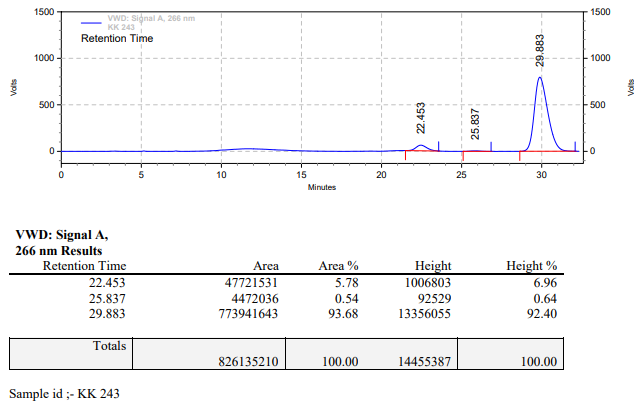 VWD: Signal A, 266 nm
KK 243
Retention Time
1500
1000
500
0
Volts
22.453
25.837
29.883
1500
1000
500
0
Volts
0 5 10 15 20 25 30
Minutes
VWD: Signal A,
266 nm Results
Retention Time Area Area % Height Height %
22.453 47721531 5.78 1006803 6.96
25.837 4472036 0.54 92529 0.64
29.883 773941643 93.68 13356055 92.40
Totals
826135210 100.00 14455387 100.00
Sample id ;- KK 243